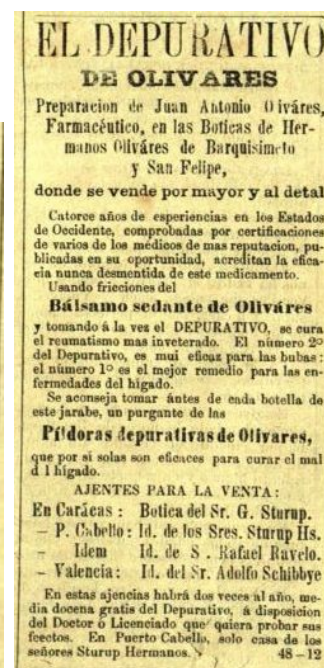 EL DEPURATIVO
DE OLIVARES
Preparacion de Juan Antonio Oliváres,
Farmacéutico, en las Boticas de Her-
manos Oliváres de Barquisimeto
y San Felipe,
donde se vende por mayor y al detal
Catorce años de esperiencias en los Estados
de Occidente, comprobadas por certificaciones
de varios de los médicos de mas reputacion, pu-
blicadas en su oportunidad, acreditan la efica-
cia nunca desmentida de este medicamento.
Usando fricciones del
Bálsamo sedante de Oliváres
y tomando á la vez el DEPURATIVO, se cura
el reumatismo mas inveterado. El número 2º
del Depurativo, es mui eficaz para las bubas:
el número 1º es el mejor remedio para las en-
fermedades del hígado.
Se aconseja tomar ántes de cada botella de
este jarabe, un purgante de las
Píldoras depurativas de Olivares,
que por si solas son eficaces para curar el mal
d l hígado.
AJENTES PARA LA VENTA:
En Carácas: Botica del Sr. G. Sturup.
– P. Cabello: Id. de los Sres. Sturup Hs.
– Idem Id. de S. Rafael Ravelo.
– Valencia: Id. del Sr. Adolfo Schibbye
En estas ajencias habrá dos veces al año, me-
dia docena gratis del Depurativo, á disposicion
del Doctor ó Licenciado que quiera probar sus
feectos. En Puerto Cabello, solo casa de los
señores Sturup Hermanos. 48–12